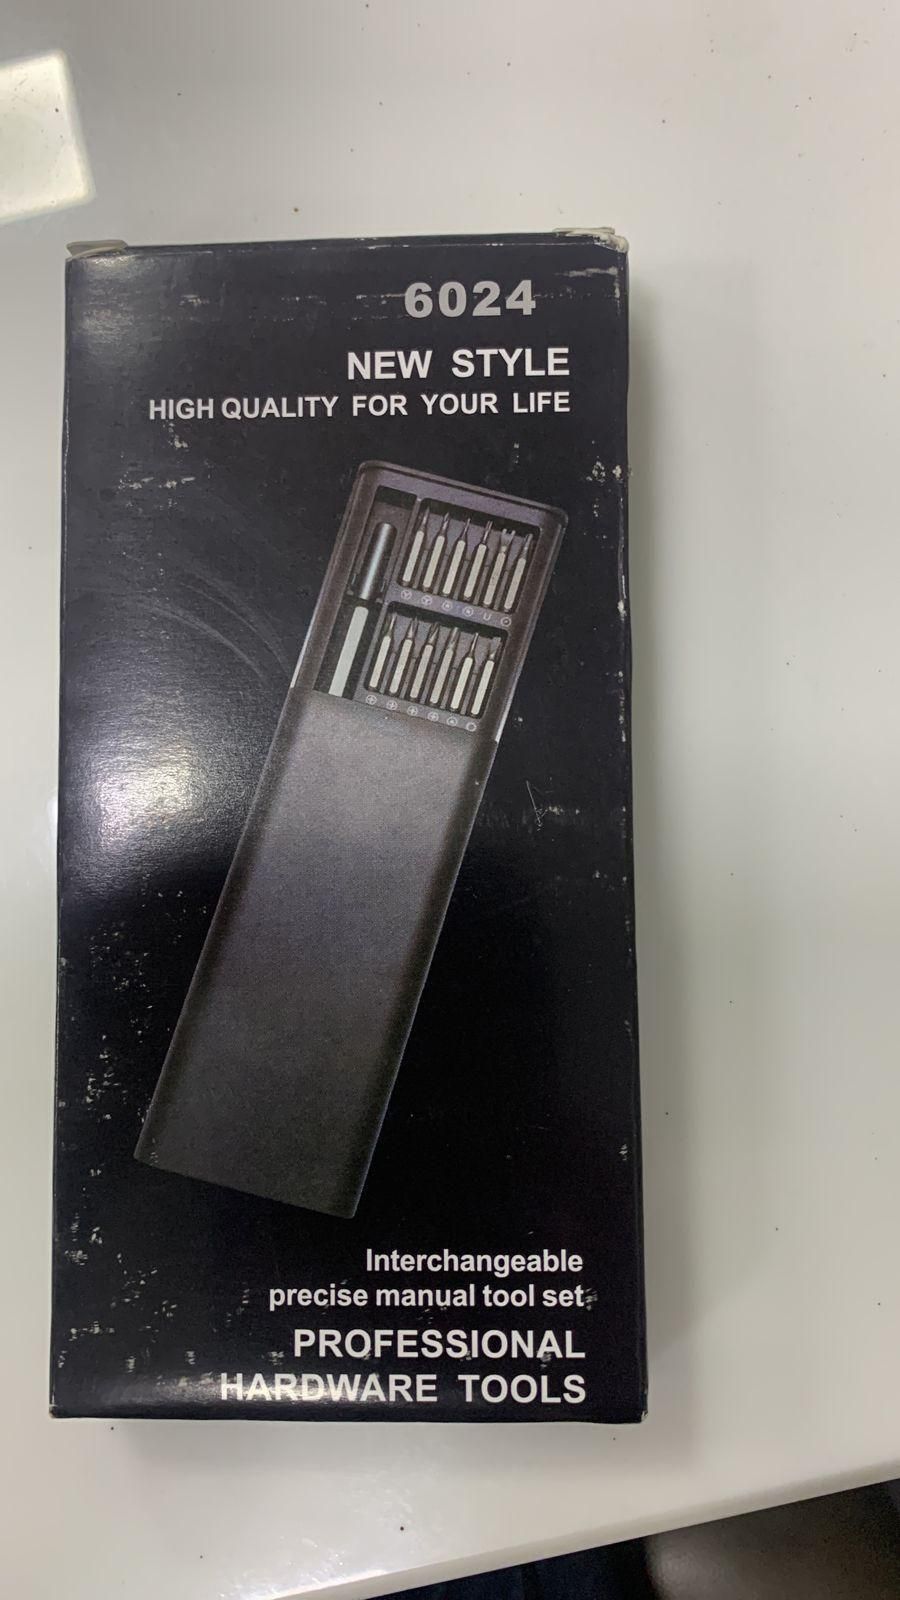 6024
NEW STYLE
HIGH QUALITY FOR YOUR LIFE
Interchangeable
precise manual tool set
PROFESSIONAL
HARDWARE TOOLS